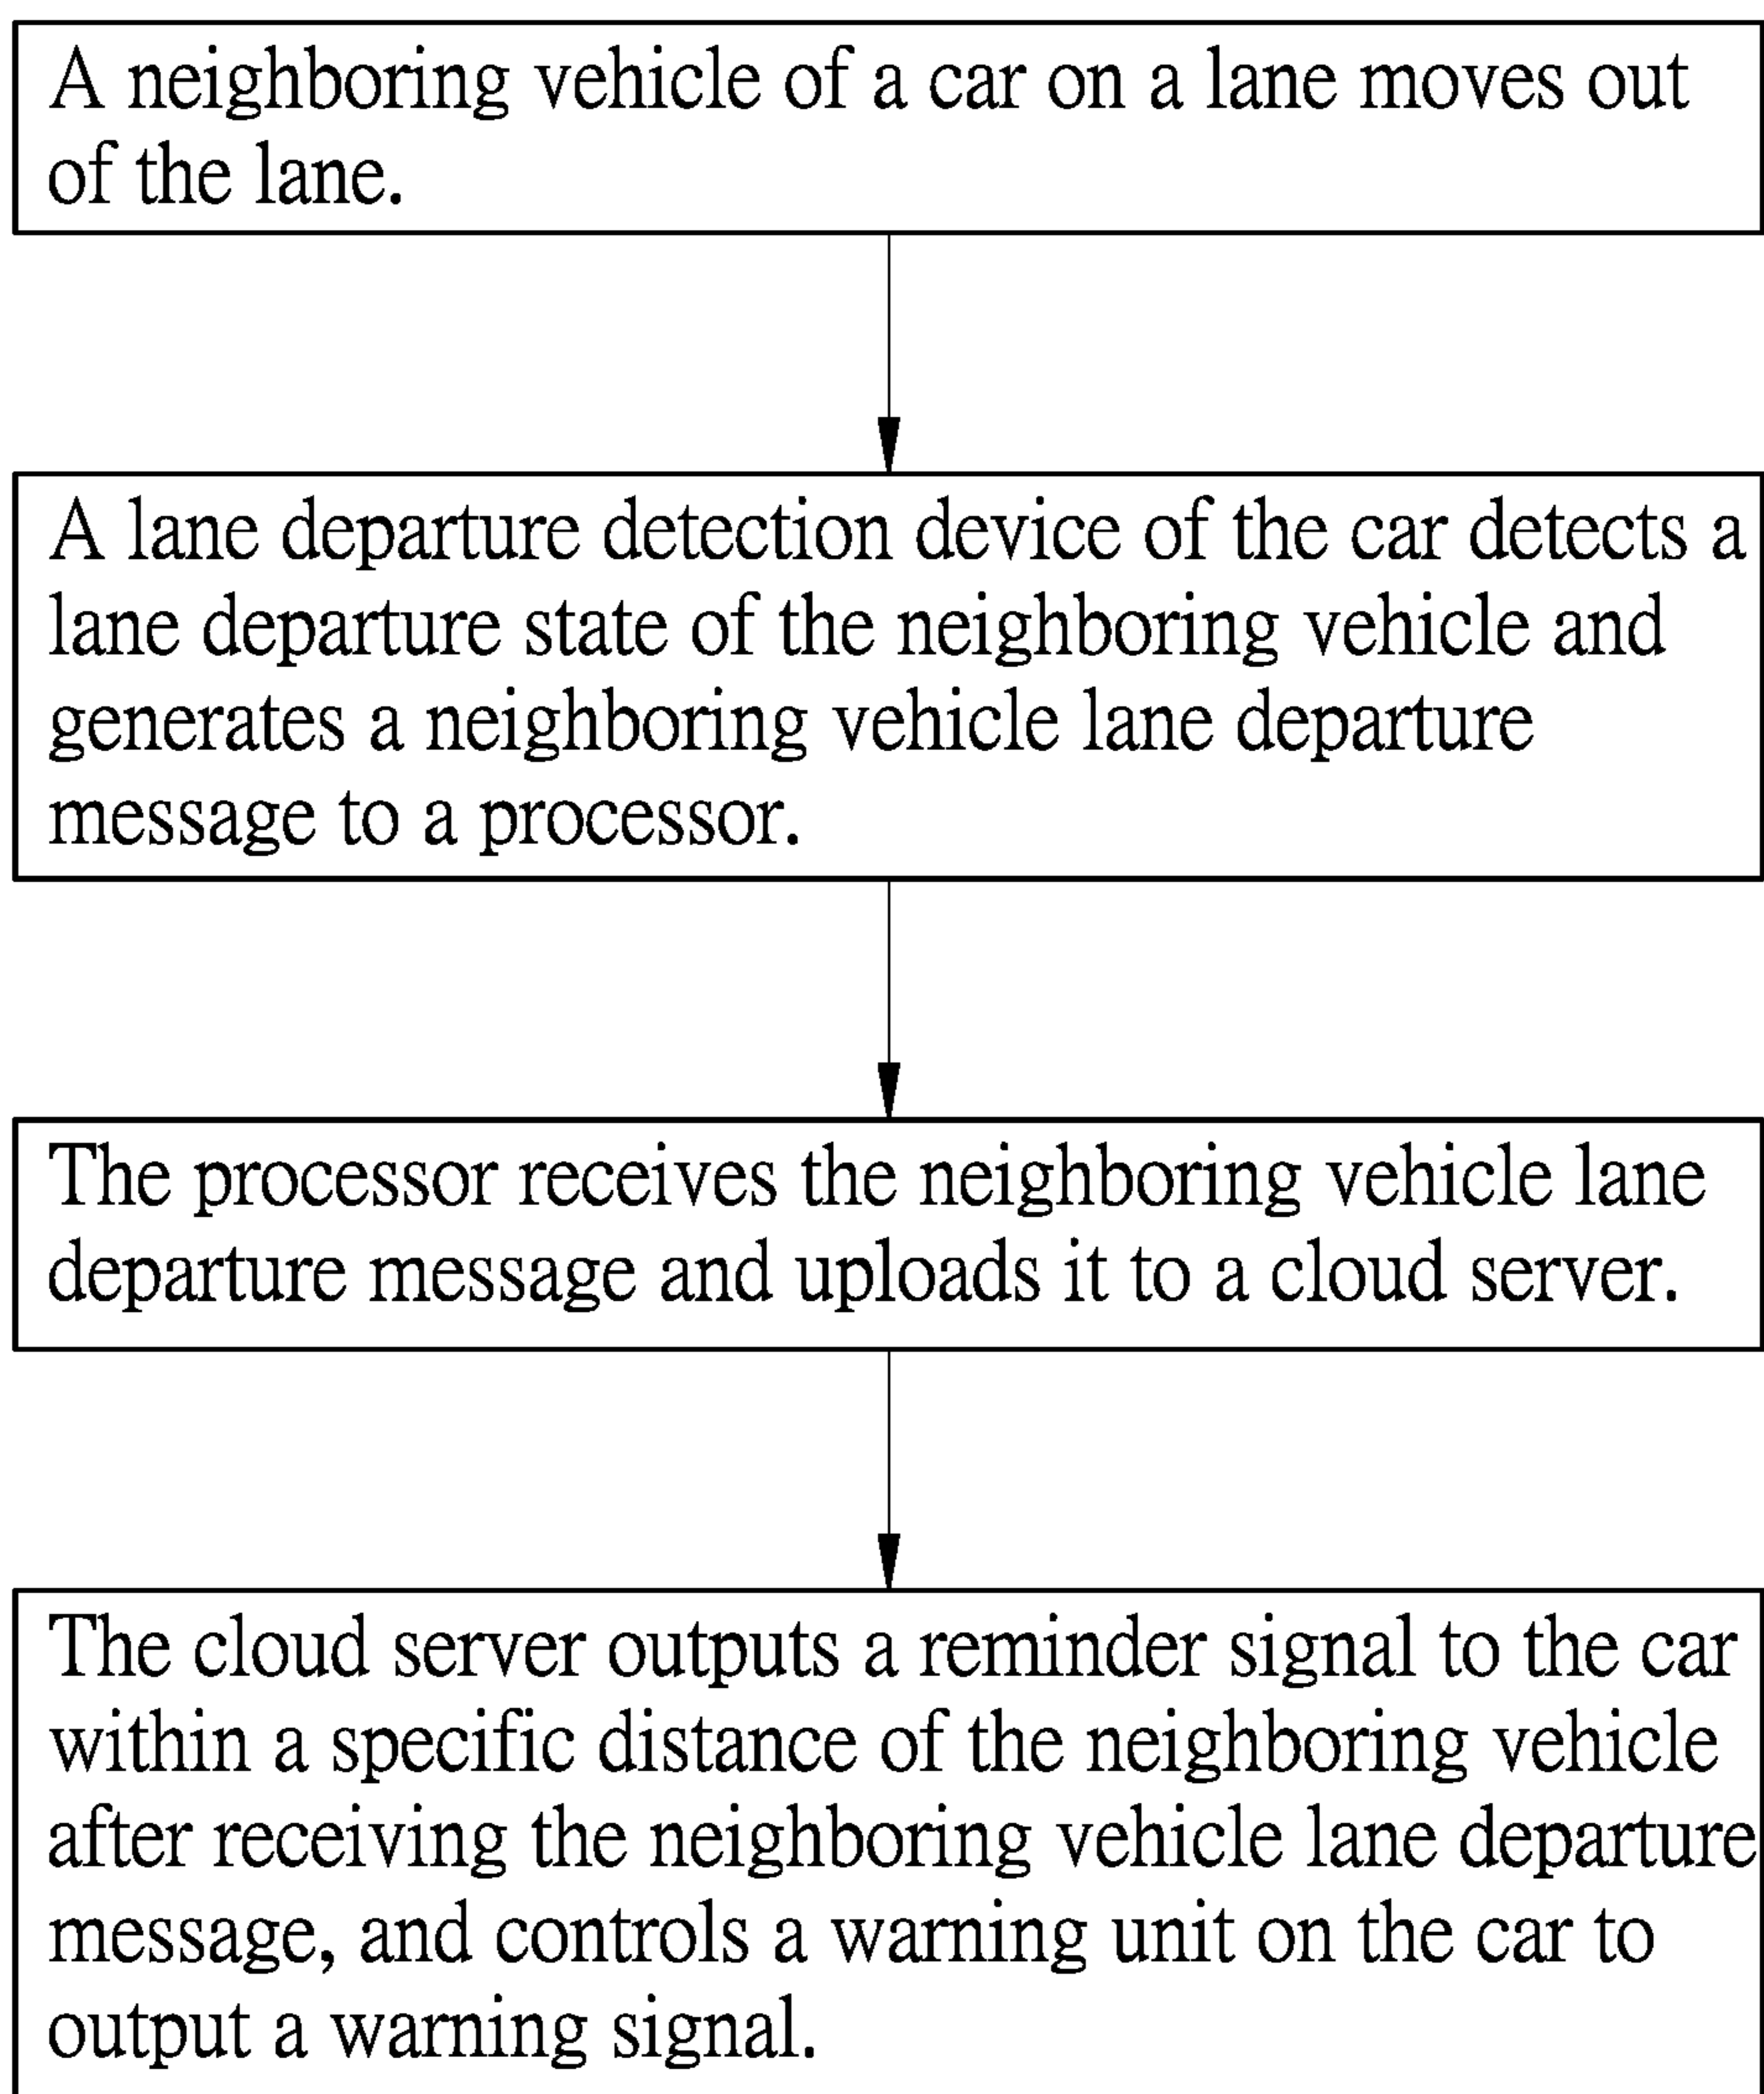 A neighboring vehicle of a car on a lane moves out
of the lane.
A lane departure detection device of the car detects a
lane departure state of the neighboring vehicle and
generates a neighboring vehicle lane departure
message to a processor.
The processor receives the neighboring vehicle lane
departure message and uploads it to a cloud server.
The cloud server outputs a reminder signal to the car
within a specific distance of the neighboring vehicle
after receiving the neighboring vehicle lane departure
message, and controls a warning unit on the car to
output a warning signal.